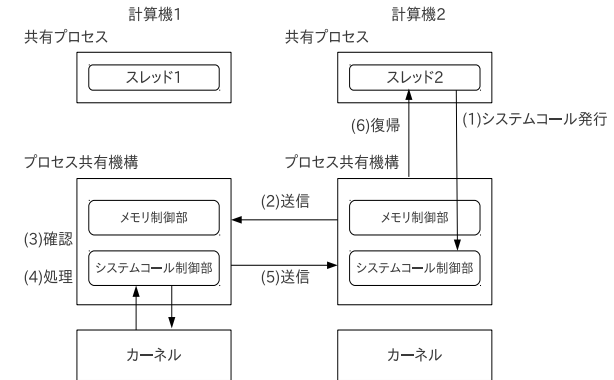 計算機1
計算機2
共有プロセス
共有プロセス
スレッド1
スレッド2
(6)復帰
(1)システムコール発行
プロセス共有機構
プロセス共有機構
(2)送信
メモリ制御部
メモリ制御部
(3)確認
システムコール制御部
システムコール制御部
(4)処理
(5)送信
カーネル
カーネル